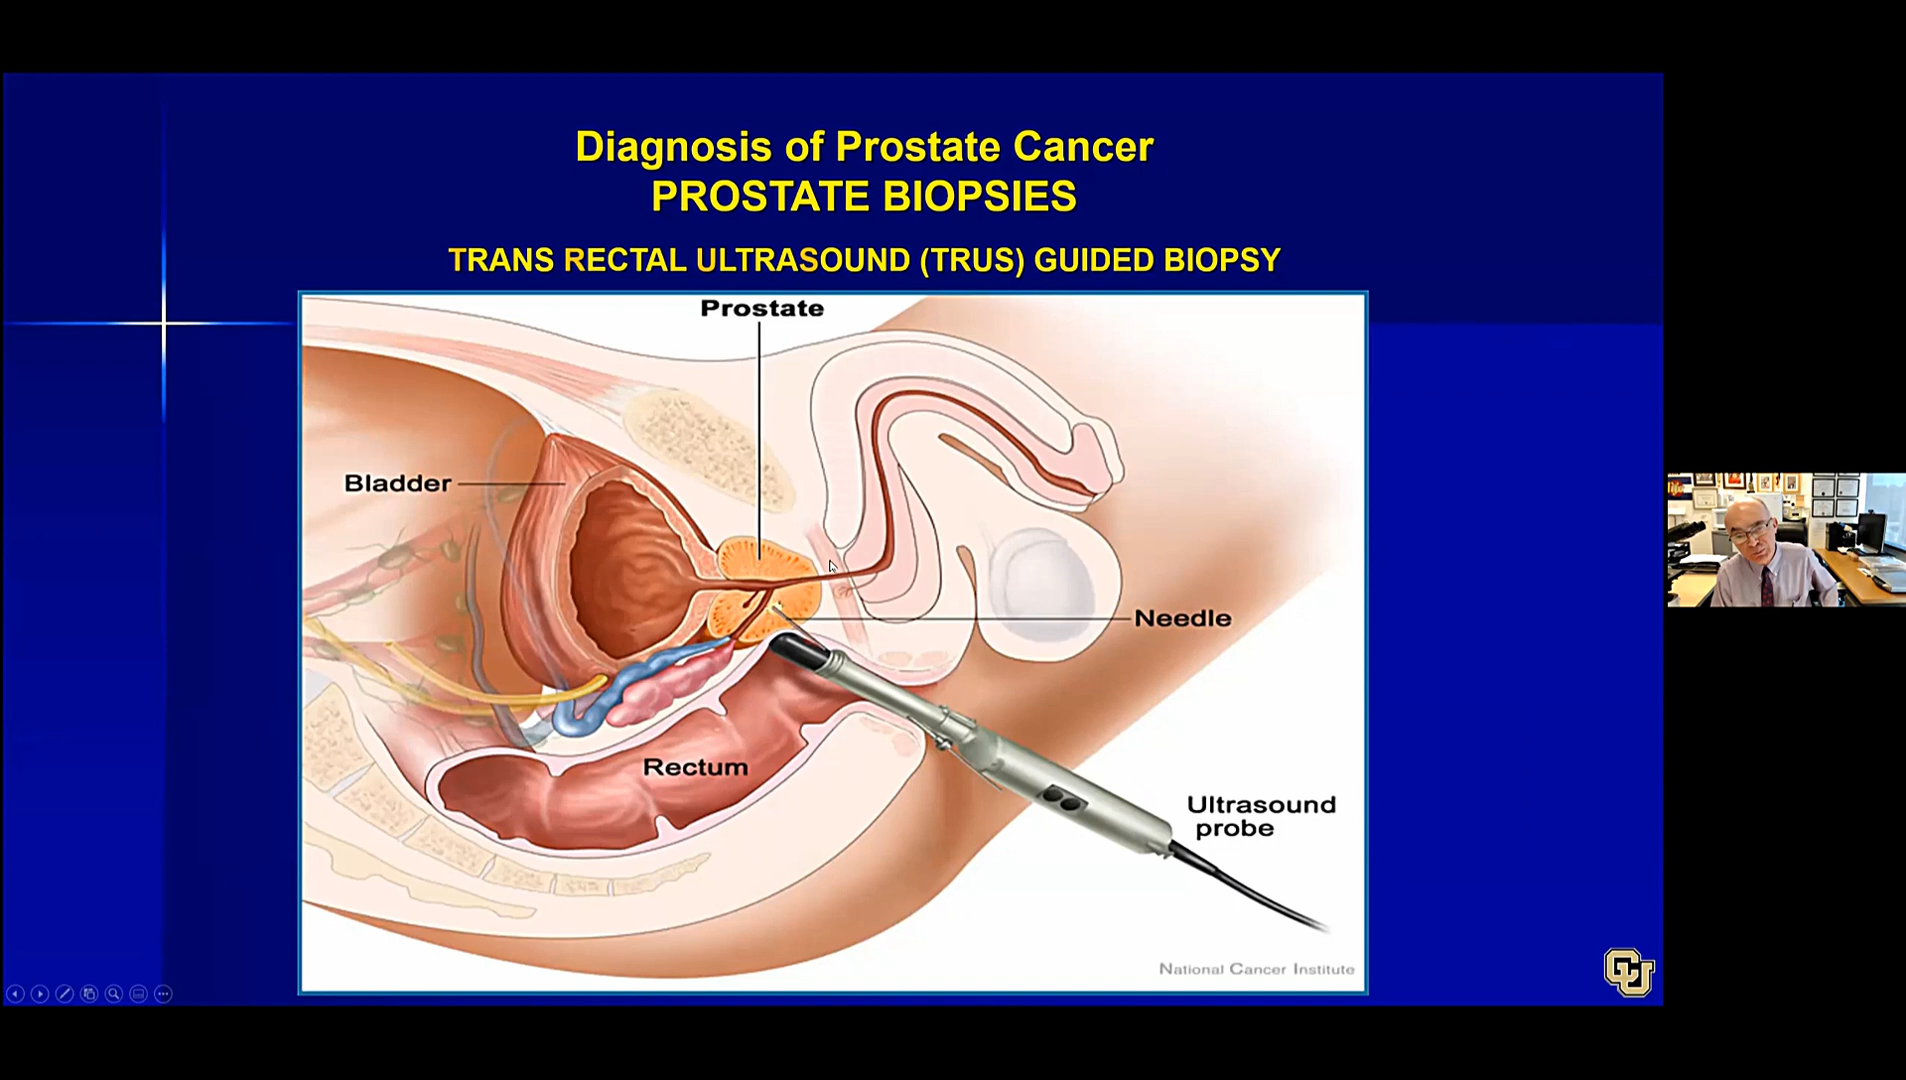 Diagnosis of Prostate Cancer
PROSTATE BIOPSIES
TRANS RECTAL ULTRASOUND (TRUS) GUIDED BIOPSY
Prostate
Bladder
Needle
Rectum
Ultrasound
probe
National Cancer Institute
CU